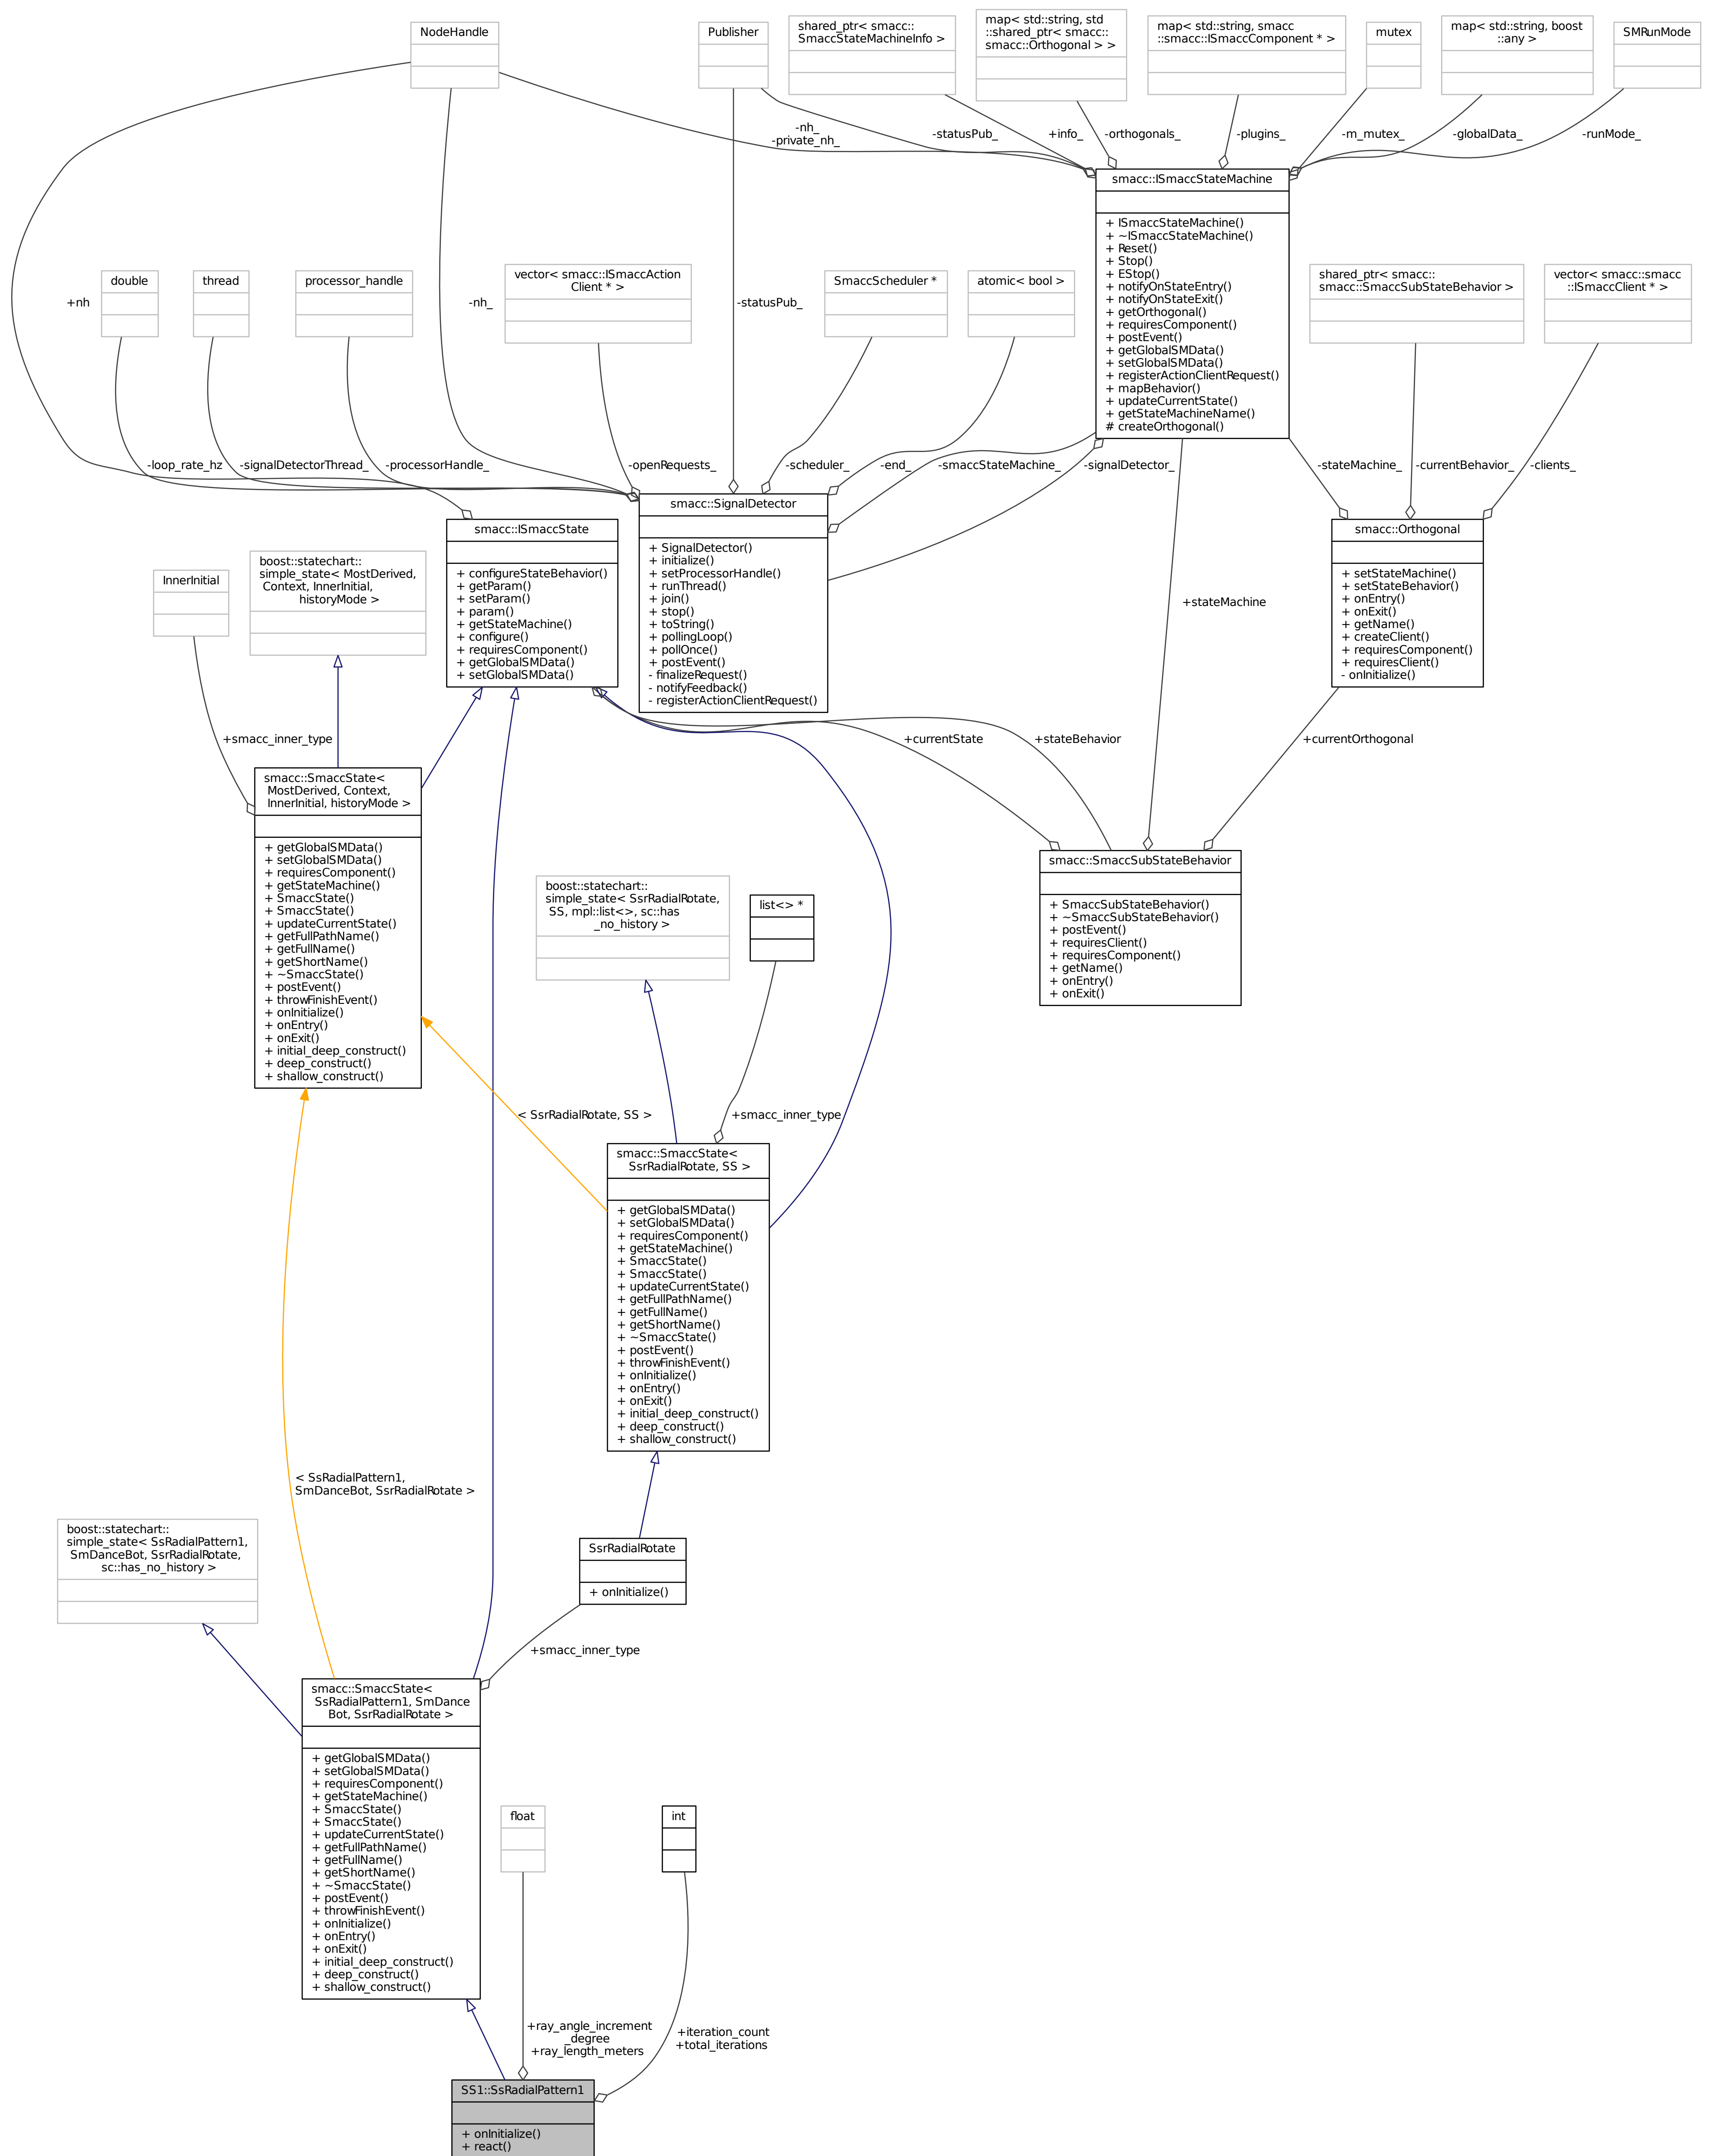 NodeHandle
Publisher
shared_ptr< smacc::
SmaccStateMachineInfo >
map< std::string, std
::shared_ptr< smacc::
smacc::Orthogonal > >
map< std::string, smacc
::smacc::ISmaccComponent * >
mutex
map< std::string, boost
::any >
SMRunMode
-nh_
-private_nh_
-statusPub_
+info_
-orthogonals_
-plugins_
-m_mutex_
-globalData_
-runMode_
smacc::ISmaccStateMachine
+ ISmaccStateMachine()
+ ~ISmaccStateMachine()
+ Reset()
+ Stop()
+ EStop()
+ notifyOnStateEntry()
+ notifyOnStateExit()
+ getOrthogonal()
+ requiresComponent()
+ postEvent()
+ getGlobalSMData()
+ setGlobalSMData()
+ registerActionClientRequest()
+ mapBehavior()
+ updateCurrentState()
+ getStateMachineName()
# createOrthogonal()
+nh
double
thread
processor_handle
-nh_
vector< smacc::ISmaccAction
Client * >
-statusPub_
SmaccScheduler *
atomic< bool >
shared_ptr< smacc::
smacc::SmaccSubStateBehavior >
vector< smacc::smacc
::ISmaccClient * >
-loop_rate_hz
-signalDetectorThread_
-processorHandle_
-openRequests_
-scheduler_
-end_
-smaccStateMachine_
-signalDetector_
-stateMachine_
-currentBehavior_
-clients_
smacc::SignalDetector
+ SignalDetector()
+ initialize()
+ setProcessorHandle()
+ runThread()
+ join()
+ stop()
+ toString()
+ pollingLoop()
+ pollOnce()
+ postEvent()
- finalizeRequest()
- notifyFeedback()
- registerActionClientRequest()
smacc::ISmaccState
+ configureStateBehavior()
+ getParam()
+ setParam()
+ param()
+ getStateMachine()
+ configure()
+ requiresComponent()
+ getGlobalSMData()
+ setGlobalSMData()
smacc::Orthogonal
+ setStateMachine()
+ setStateBehavior()
+ onEntry()
+ onExit()
+ getName()
+ createClient()
+ requiresComponent()
+ requiresClient()
- onInitialize()
InnerInitial
boost::statechart::
simple_state< MostDerived,
Context, InnerInitial,
historyMode >
+stateMachine
+smacc_inner_type
+currentState
+stateBehavior
+currentOrthogonal
smacc::SmaccState<
MostDerived, Context,
InnerInitial, historyMode >
+ getGlobalSMData()
+ setGlobalSMData()
+ requiresComponent()
+ getStateMachine()
+ SmaccState()
+ SmaccState()
+ updateCurrentState()
+ getFullPathName()
+ getFullName()
+ getShortName()
+ ~SmaccState()
+ postEvent()
+ throwFinishEvent()
+ onInitialize()
+ onEntry()
+ onExit()
+ initial_deep_construct()
+ deep_construct()
+ shallow_construct()
smacc::SmaccSubStateBehavior
+ SmaccSubStateBehavior()
+ ~SmaccSubStateBehavior()
+ postEvent()
+ requiresClient()
+ requiresComponent()
+ getName()
+ onEntry()
+ onExit()
boost::statechart::
simple_state< SsrRadialRotate,
SS, mpl::list<>, sc::has
_no_history >
list<> *
< SsrRadialRotate, SS >
+smacc_inner_type
smacc::SmaccState<
SsrRadialRotate, SS >
+ getGlobalSMData()
+ setGlobalSMData()
+ requiresComponent()
+ getStateMachine()
+ SmaccState()
+ SmaccState()
+ updateCurrentState()
+ getFullPathName()
+ getFullName()
+ getShortName()
+ ~SmaccState()
+ postEvent()
+ throwFinishEvent()
+ onInitialize()
+ onEntry()
+ onExit()
+ initial_deep_construct()
+ deep_construct()
+ shallow_construct()
< SsRadialPattern1,
SmDanceBot, SsrRadialRotate >
boost::statechart::
simple_state< SsRadialPattern1,
SmDanceBot, SsrRadialRotate,
sc::has_no_history >
SsrRadialRotate
+ onInitialize()
+smacc_inner_type
smacc::SmaccState<
SsRadialPattern1, SmDance
Bot, SsrRadialRotate >
+ getGlobalSMData()
+ setGlobalSMData()
+ requiresComponent()
+ getStateMachine()
+ SmaccState()
+ SmaccState()
+ updateCurrentState()
+ getFullPathName()
+ getFullName()
+ getShortName()
+ ~SmaccState()
+ postEvent()
+ throwFinishEvent()
+ onInitialize()
+ onEntry()
+ onExit()
+ initial_deep_construct()
+ deep_construct()
+ shallow_construct()
float
int
+ray_angle_increment
_degree
+ray_length_meters
+iteration_count
+total_iterations
SS1::SsRadialPattern1
+ onInitialize()
+ react()